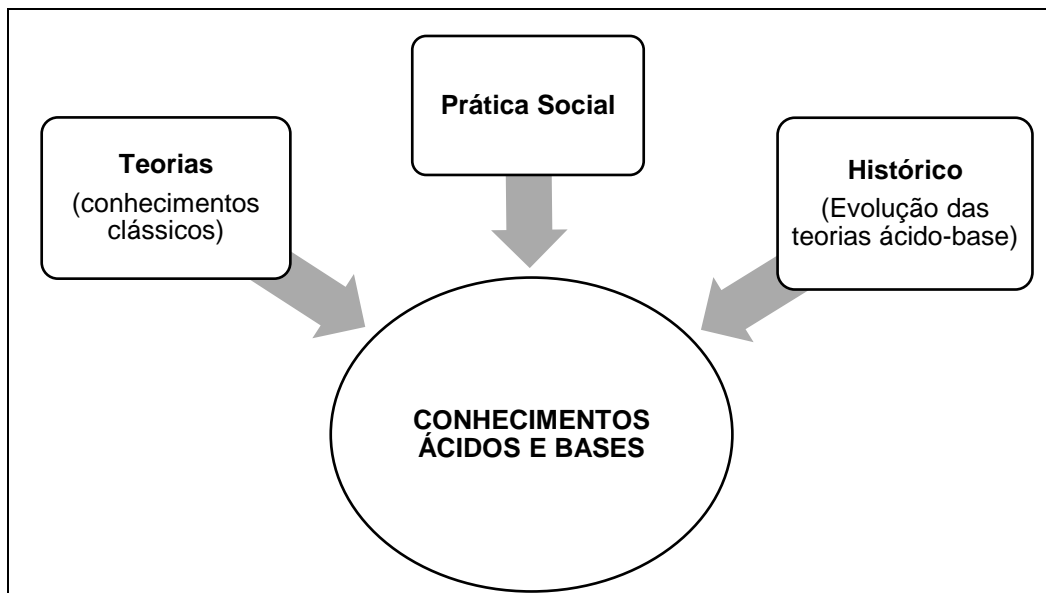 Prática Social
Teorias
(conhecimentos
clássicos)
Histórico
(Evolução das
teorias ácido-base)
CONHECIMENTOS
ÁCIDOS E BASES